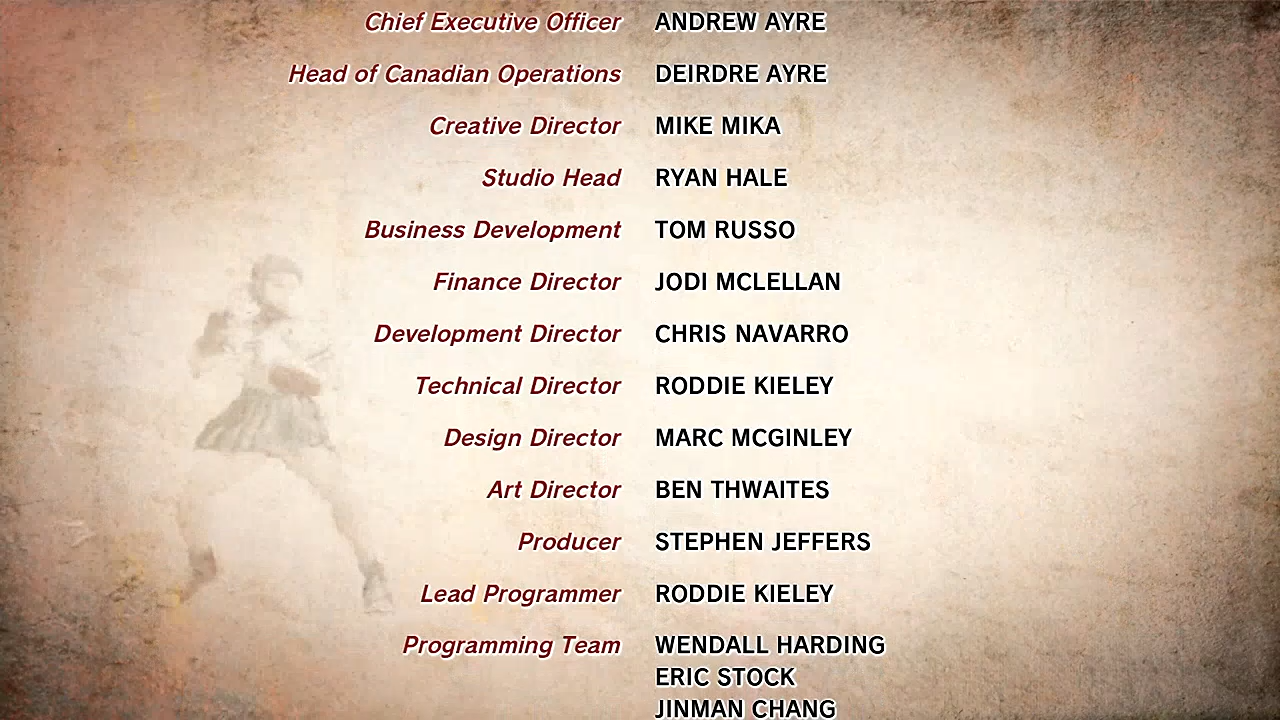 Chief Executive Officer ANDREW AYRE
Head of Canadian Operations DEIRDRE AYRE
Creative Director MIKE MIKA
Studio Head RYAN HALE
Business Development TOM RUSSO
Finance Director JODI MCLELLAN
Development Director CHRIS NAVARRO
Technical Director RODDIE KIELEY
Design Director MARC MCGINLEY
Art Director BEN THWAITES
Producer STEPHEN JEFFERS
Lead Programmer RODDIE KIELEY
Programming Team WENDALL HARDING
ERIC STOCK
JINMAN CHANG